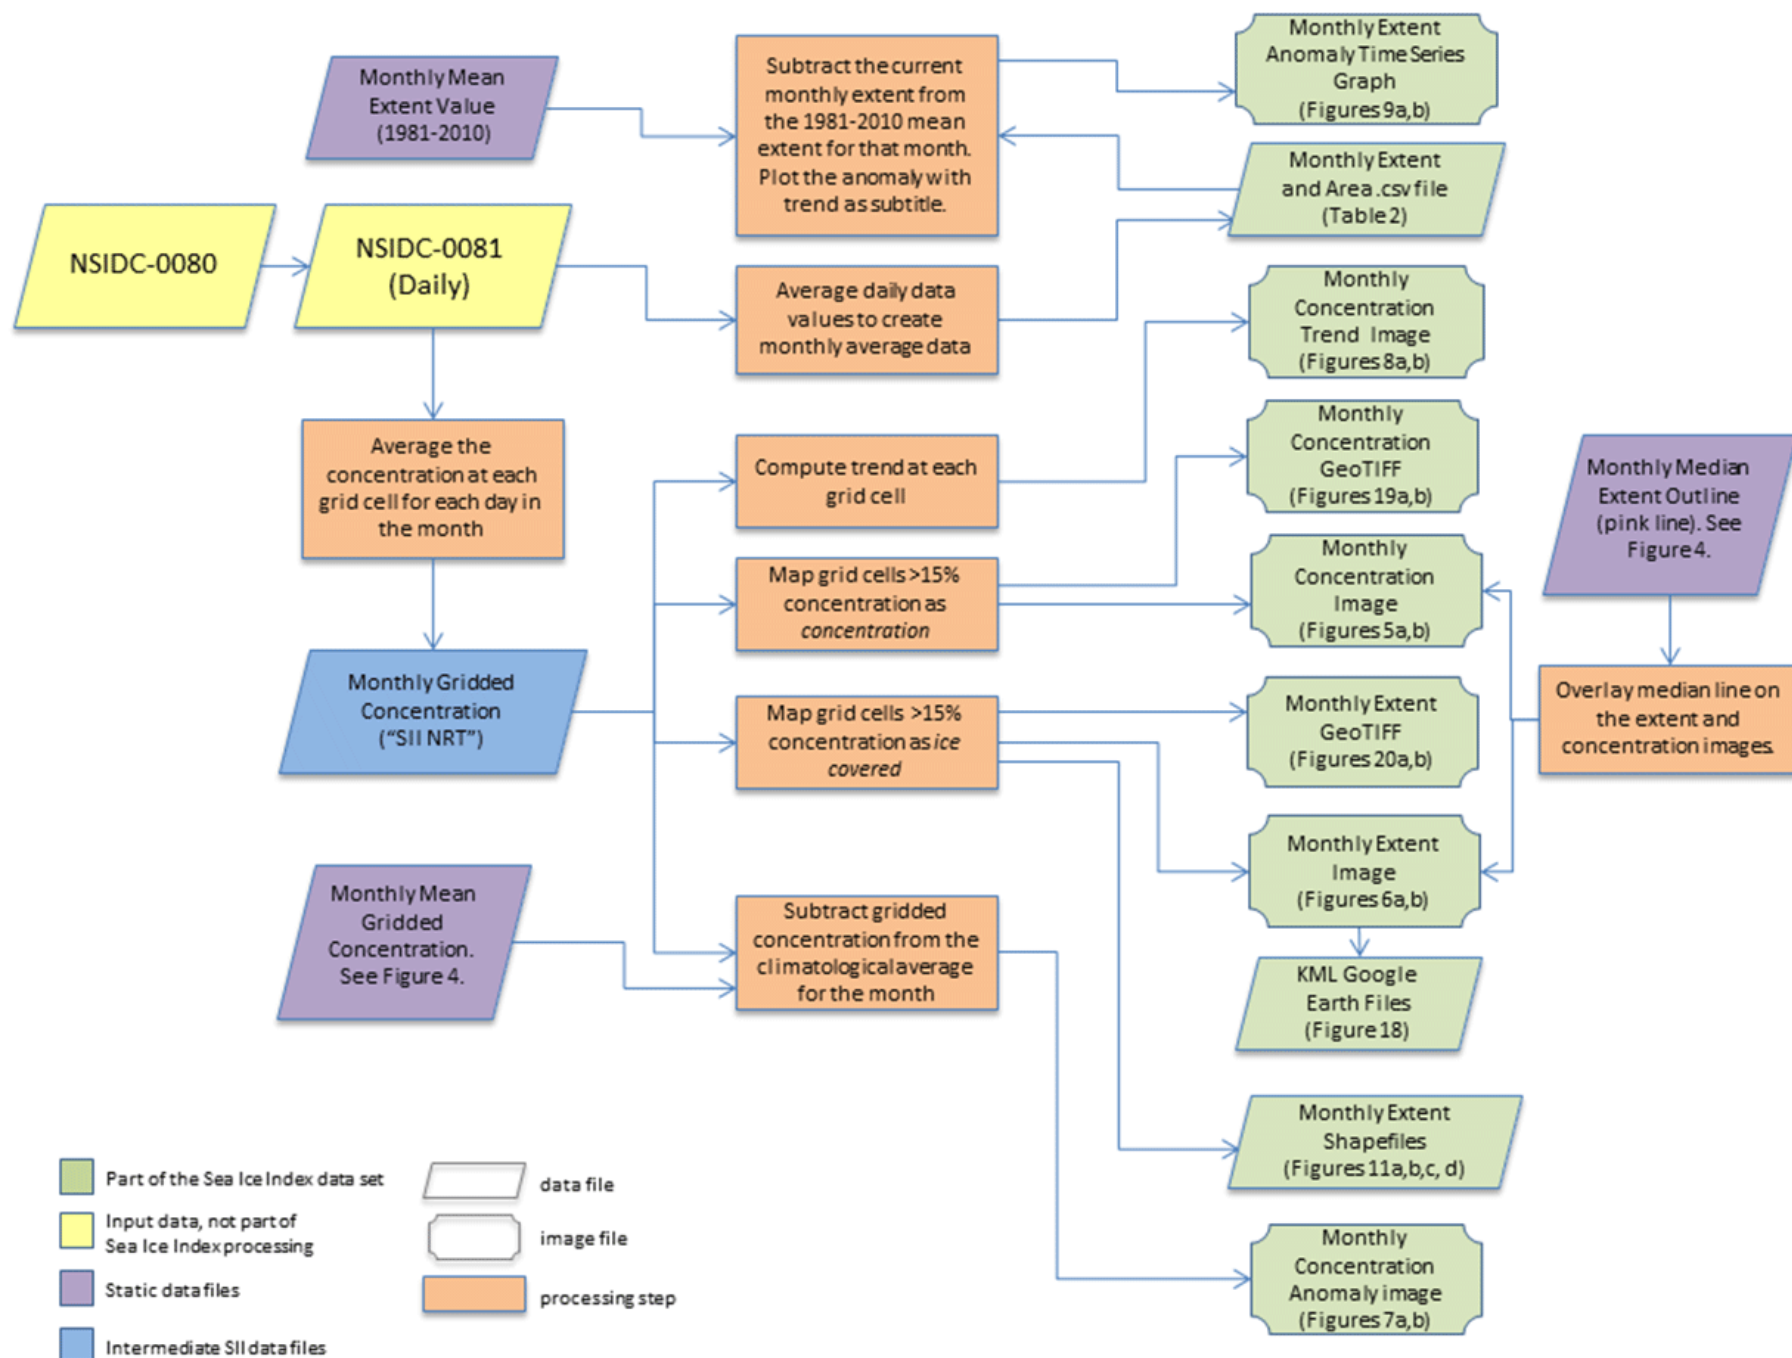 Monthly Mean
Extent Value
(1981-2010)
Subtract the current
monthly extent from
the 1981-2010 mean
extent for that month.
Plot the anomaly with
trend as subtitle.
Monthly Extent
Anomaly Time Series
Graph
(Figures 9a,b)
Monthly Extent
and Area .csv file
(Table 2)
NSIDC-0080
NSIDC-0081
(Daily)
Average daily data
values to create
monthly average data
Monthly
Concentration
Trend Image
(Figures 8a,b)
Average the
concentration at each
grid cell for each day in
the month
Compute trend at each
grid cell
Monthly
Concentration
GeoTIFF
(Figures 19a,b)
Monthly Median
Extent Outline
(pink line). See
Figure 4.
Map grid cells >15%
concentration as
concentration
Monthly
Concentration
Image
(Figures 5a,b)
Monthly Gridded
Concentration
("SII NRT")
Map grid cells >15%
concentration as ice
covered
Monthly Extent
GeoTIFF
(Figures 20a,b)
Overlay median line on
the extent and
concentration images.
Monthly Extent
Image
(Figures 6a,b)
Monthly Mean
Gridded
Concentration.
See Figure 4.
Subtract gridded
concentration from the
climatological average
for the month
KML Google
Earth Files
(Figure 18)
Monthly Extent
Shapefiles
(Figures 11a,b,c, d)
Monthly
Concentration
Anomaly image
(Figures 7a,b)
Part of the Sea Ice Index data set
Input data, not part of
Sea Ice Index processing
Static data files
Intermediate SII data files
data file
image file
processing step